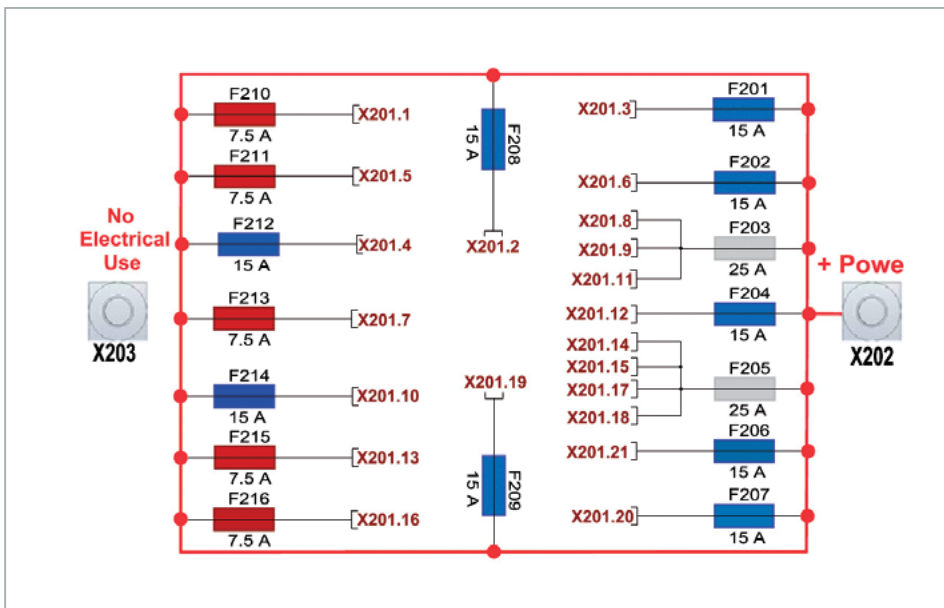 F210
X201.1
7.5 A
F211
X201.5
7.5 A
No
Electrical
Use
F212
X201.4
15 A
X203
F213
X201.7
7.5 A
F214
X201.10
15 A
F215
X201.13
7.5 A
F216
X201.16
7.5 A
F208
15 A
X201.2
X201.19
F209
15 A
F201
X201.3
15 A
F202
X201.6
15 A
X201.8
F203
X201.9
25 A
X201.11
+ Powe
F204
X201.12
15 A
X202
X201.14
X201.15
F205
X201.17
25 A
X201.18
F206
X201.21
15 A
F207
X201.20
15 A